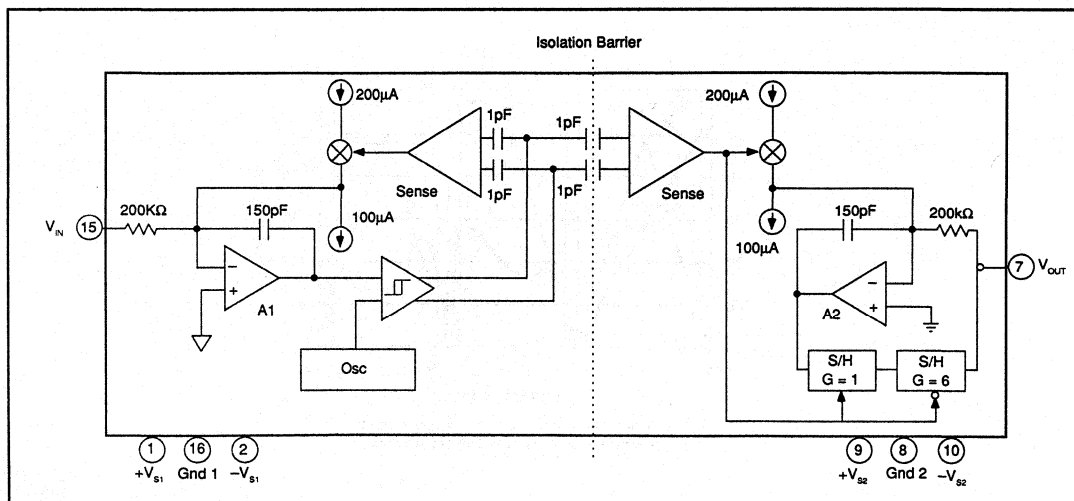 Isolation Barrier
200µA
200µA
1pF
1pF
1pF
1pF
Sense
Sense
200KΩ
150pF
100µA
V_IN
15
−
+
A1
Osc
100µA
150pF
200kΩ
7
V_OUT
−
+
A2
S/H
G = 1
S/H
G = 6
1
16
2
+V_S1
Gnd 1
−V_S1
9
8
10
+V_S2
Gnd 2
−V_S2